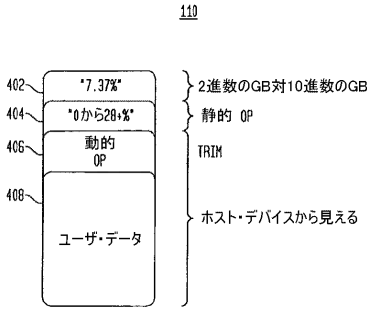 110
402
"7.37%"
2進数のGB対10進数のGB
404
"0から28+%"
静的 OP
406
動的
OP
TRIM
408
ユーザ・データ
ホスト・デバイスから見える